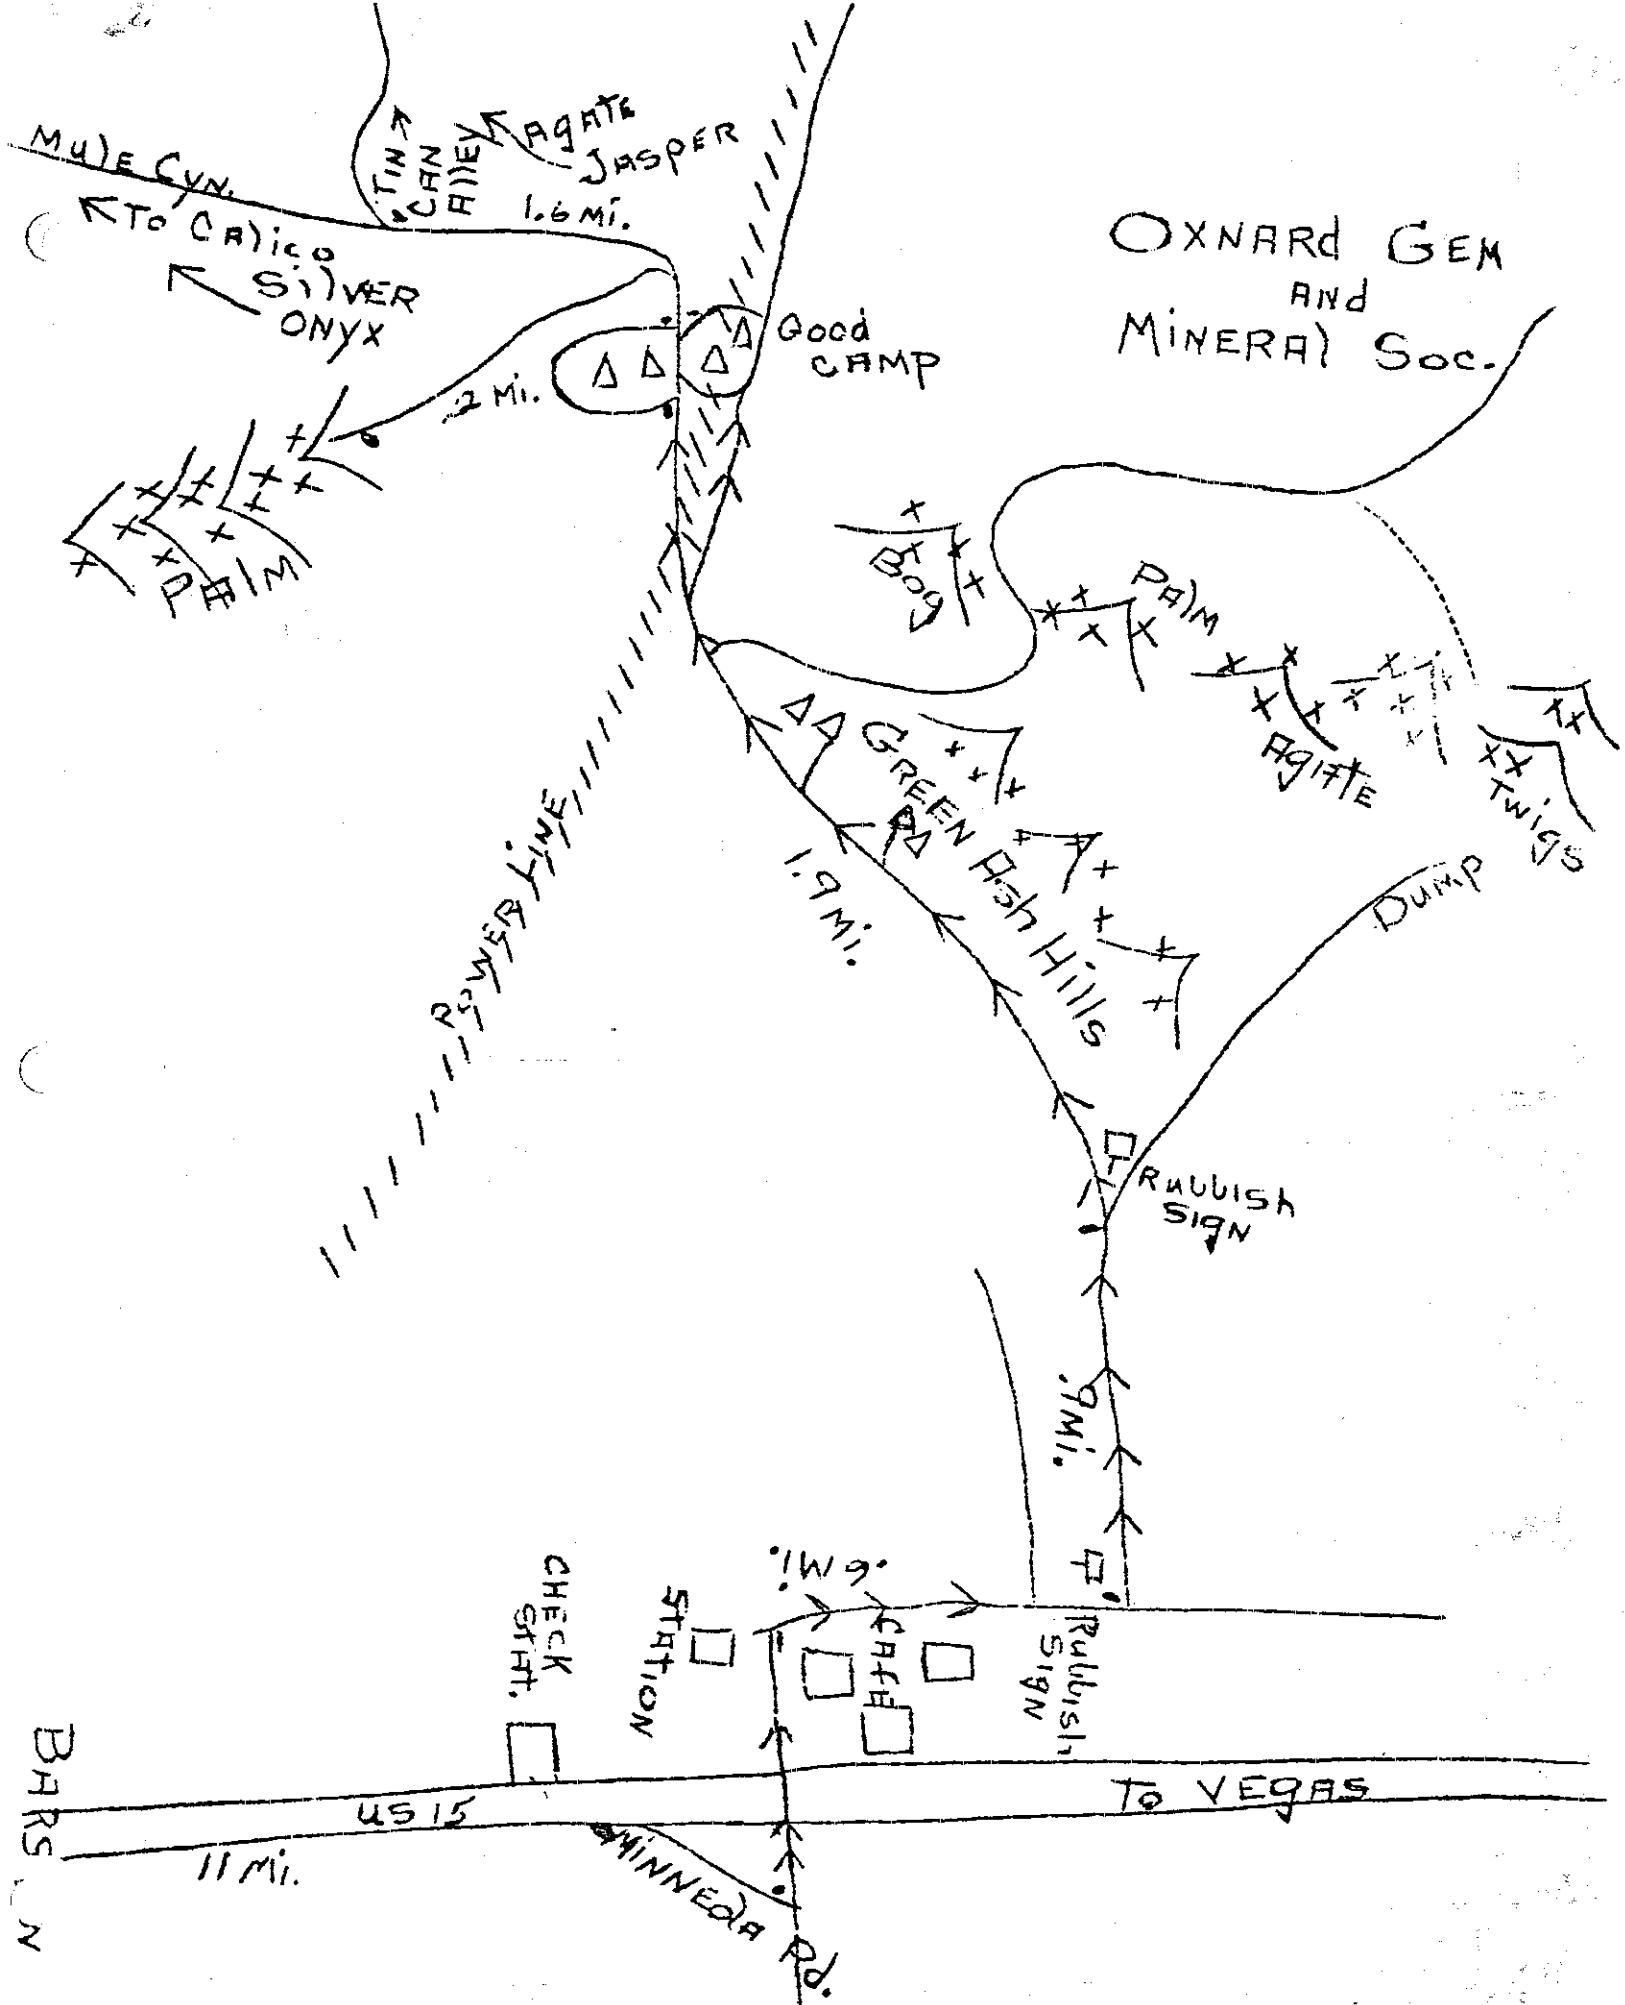 TIN
CAN
Alley
AgATE
JASPER
MulE Cyn.
To CAlico
SilvER
ONyx
1.6 Mi.
OXNARd GEM
ANd
MiNERAl Soc.
Good
CAMP
.2 Mi.
PAlM
Bog
PAlM
AgATE
Twigs
GREEN Ash Hills
1.9 Mi.
Dump
POWER LiNE
Rubbish
SigN
.9 Mi.
.6 Mi.
CHECK
STAT.
STATION
CAfE
Rubbish
SigN
BARS
N
US 15
To VEgAS
11 Mi.
MiNNEOlA Rd.